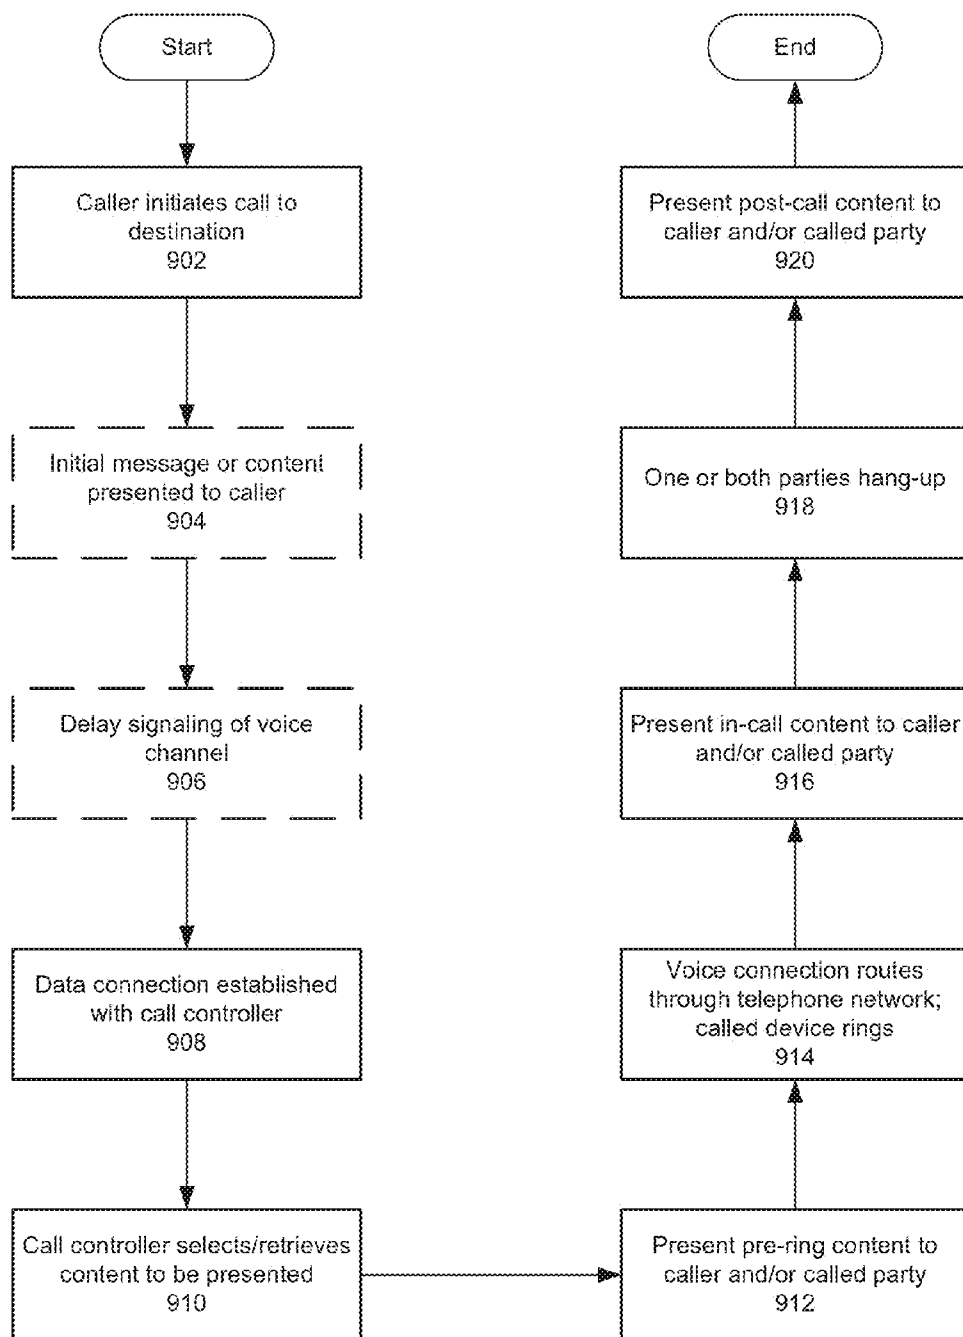 Start
Caller initiates call to
destination
902
Initial message or content
presented to caller
904
Delay signaling of voice
channel
906
Data connection established
with call controller
908
Call controller selects/retrieves
content to be presented
910
Present pre-ring content to
caller and/or called party
912
Voice connection routes
through telephone network;
called device rings
914
Present in-call content to caller
and/or called party
916
One or both parties hang-up
918
Present post-call content to
caller and/or called party
920
End